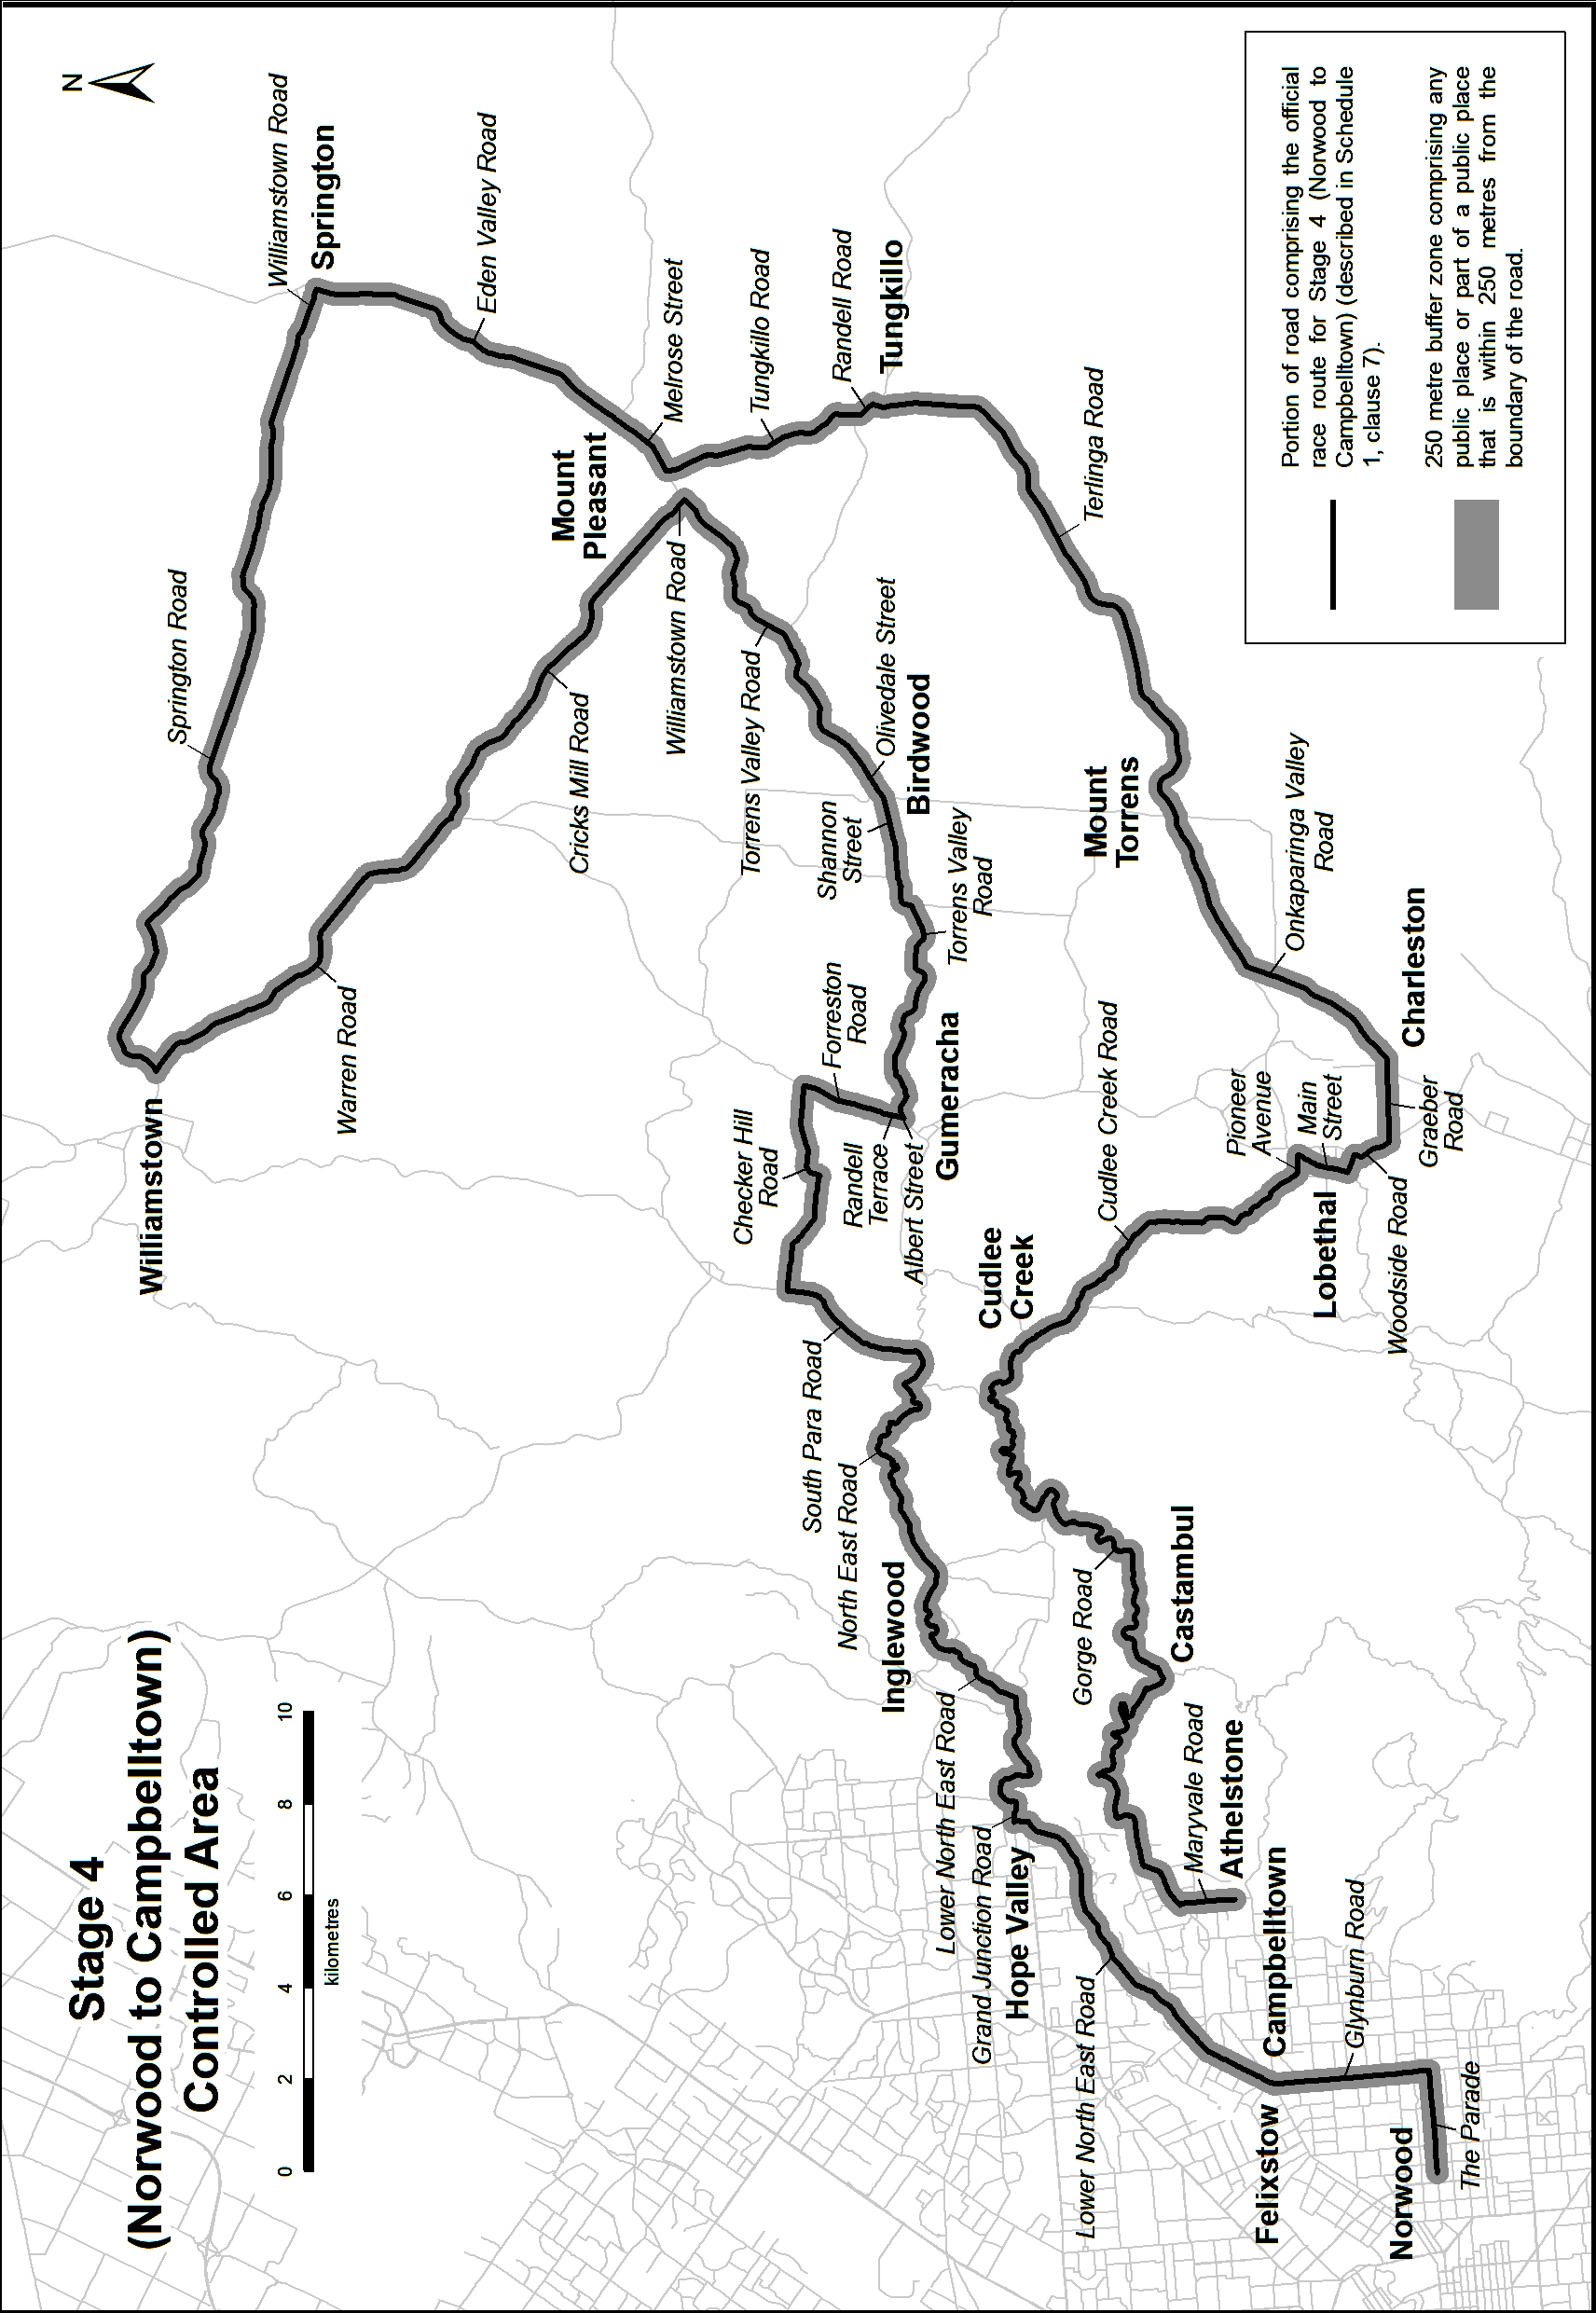 Stage 4
(Norwood to Campbelltown)
Controlled Area
0
2
4
6
8
10
kilometres
N
Williamstown
Springton Road
Williamstown Road
Springton
Eden Valley Road
Warren Road
Cricks Mill Road
Mount
Pleasant
Melrose Street
Williamstown Road
Tungkillo Road
Randell Road
Tungkillo
Torrens Valley Road
Olivedale Street
Birdwood
Shannon
Street
Torrens Valley
Road
Forreston
Road
Gumeracha
Checker Hill
Road
Randell
Terrace
Albert Street
South Para Road
North East Road
Inglewood
Lower North East Road
Grand Junction Road
Hope Valley
Lower North East Road
Cudlee
Creek
Cudlee Creek Road
Terlinga Road
Mount
Torrens
Onkaparinga Valley
Road
Charleston
Graeber
Road
Pioneer
Avenue
Main
Street
Lobethal
Woodside Road
Gorge Road
Castambul
Maryvale Road
Athelstone
Campbelltown
Glynburn Road
Felixstow
Norwood
The Parade
Portion of road comprising the official
race route for Stage 4 (Norwood to
Campbelltown) (described in Schedule
1, clause 7).
250 metre buffer zone comprising any
public place or part of a public place
that is within 250 metres from the
boundary of the road.